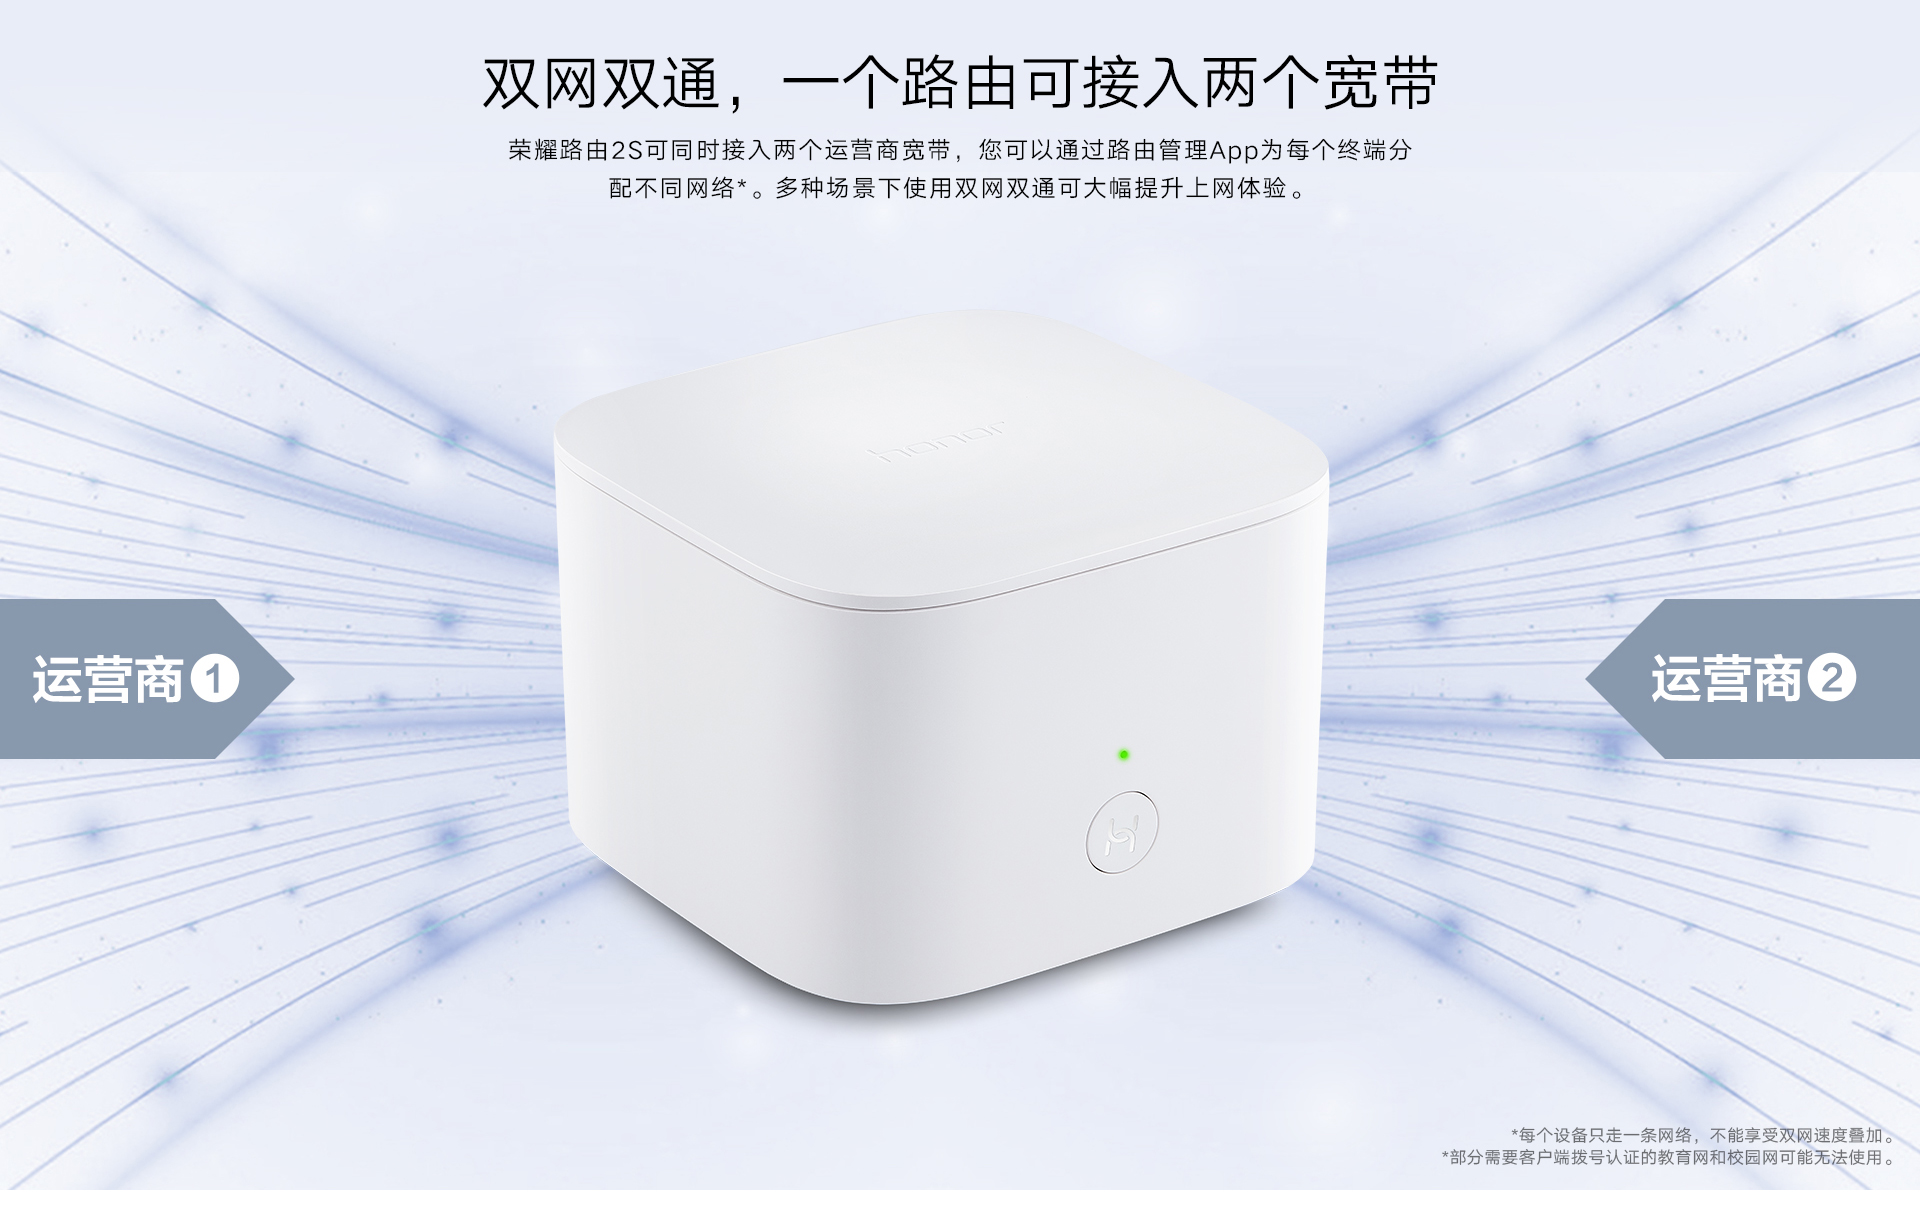 双网双通，一个路由可接入两个宽带
荣耀路由2S可同时接入两个运营商宽带，您可以通过路由管理App为每个终端分
配不同网络*。多种场景下使用双网双通可大幅提升上网体验。
honor
运营商1
运营商2
*每个设备只走一条网络，不能享受双网速度叠加。
*部分需要客户端拨号认证的教育网和校园网可能无法使用。